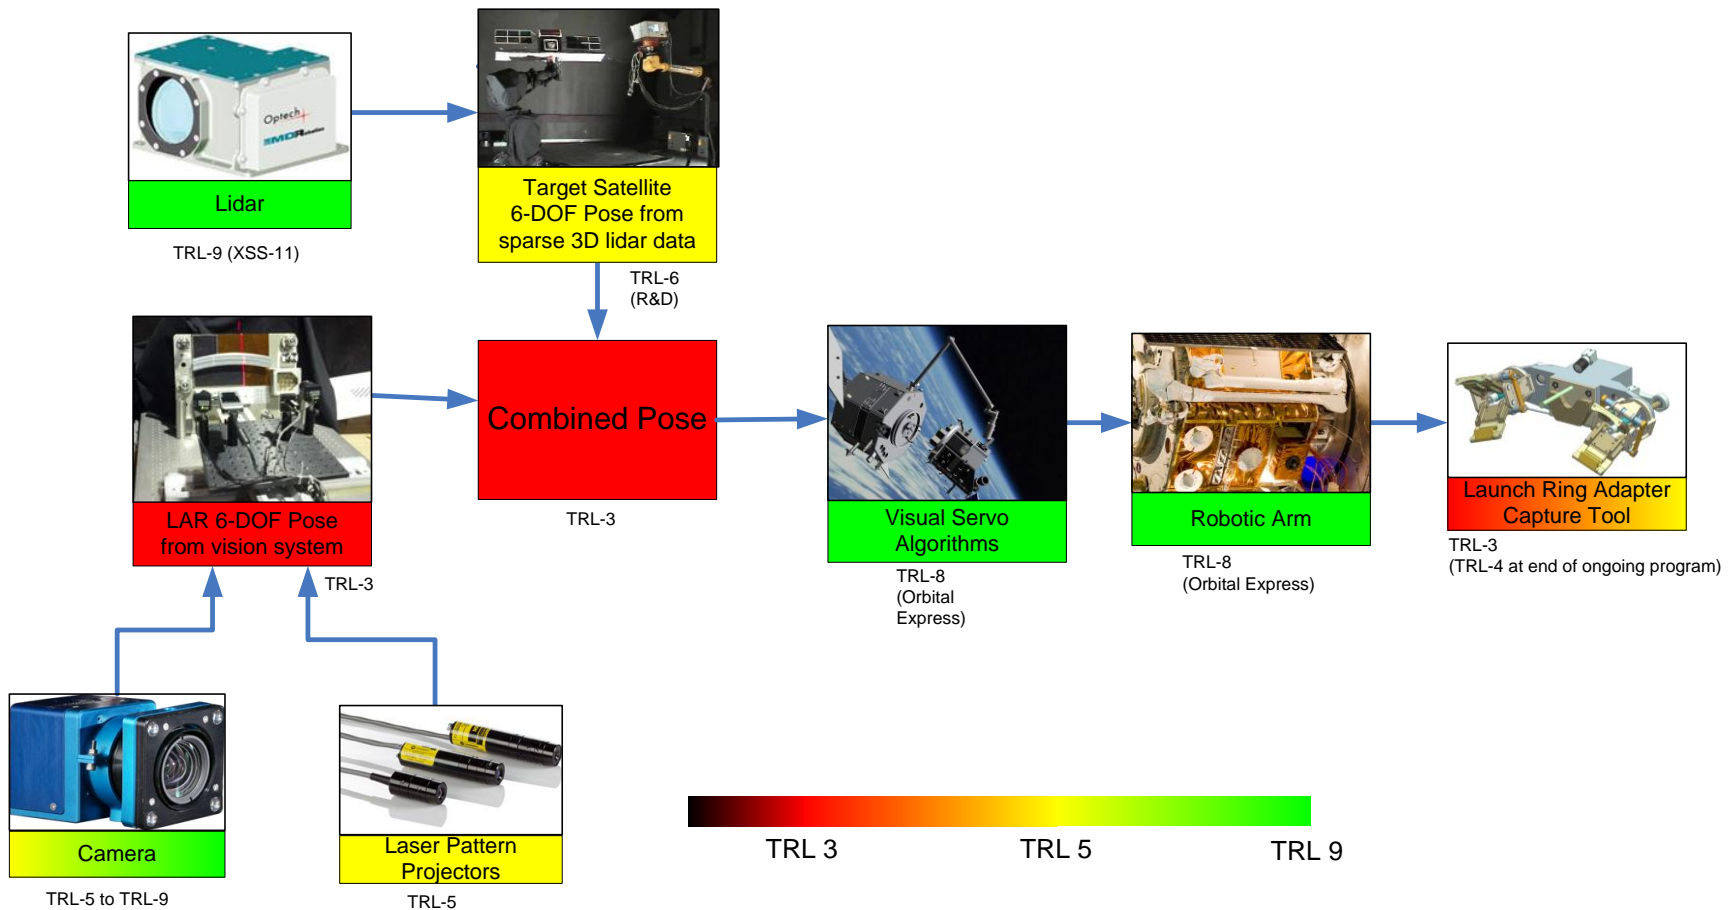 Optech
MDRobotics
Lidar
TRL-9 (XSS-11)
Target Satellite
6-DOF Pose from
sparse 3D lidar data
TRL-6
(R&D)
LAR 6-DOF Pose
from vision system
TRL-3
Combined Pose
TRL-3
Visual Servo
Algorithms
TRL-8
(Orbital
Express)
Robotic Arm
TRL-8
(Orbital Express)
Launch Ring Adapter
Capture Tool
TRL-3
(TRL-4 at end of ongoing program)
Camera
TRL-5 to TRL-9
Laser Pattern
Projectors
TRL-5
TRL 3
TRL 5
TRL 9